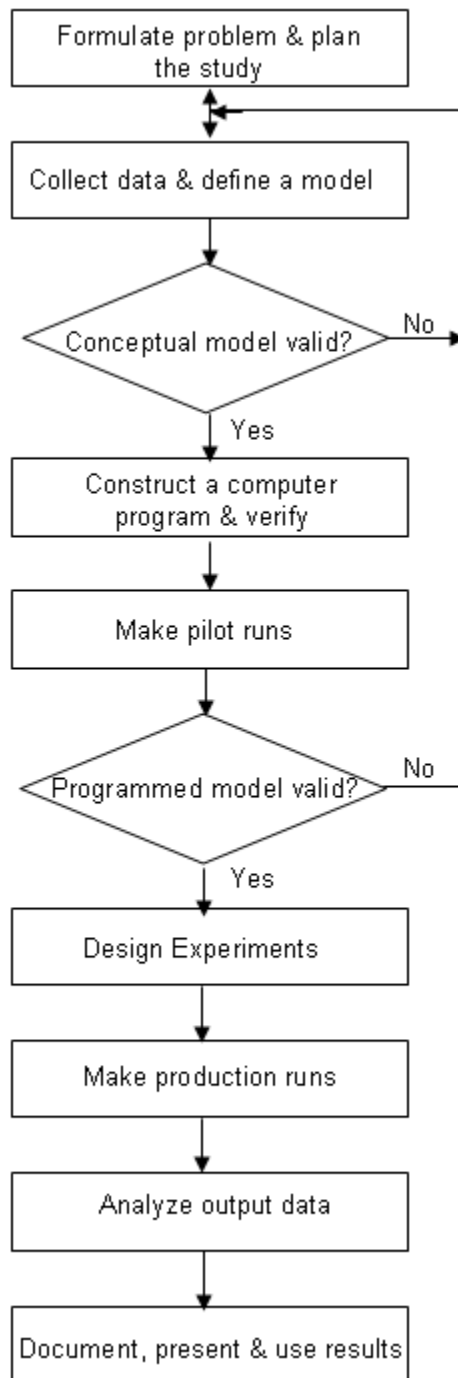 Formulate problem & plan
the study
Collect data & define a model
Conceptual model valid?
No
Yes
Construct a computer
program & verify
Make pilot runs
Programmed model valid?
No
Yes
Design Experiments
Make production runs
Analyze output data
Document, present & use results